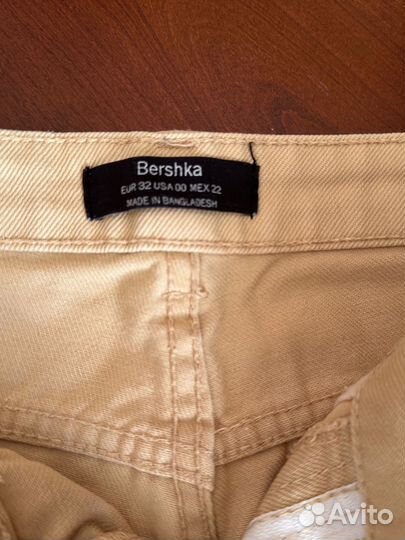 Bershka
EUR 32 USA 00 MEX 22
MADE IN BANGLADESH
Avito